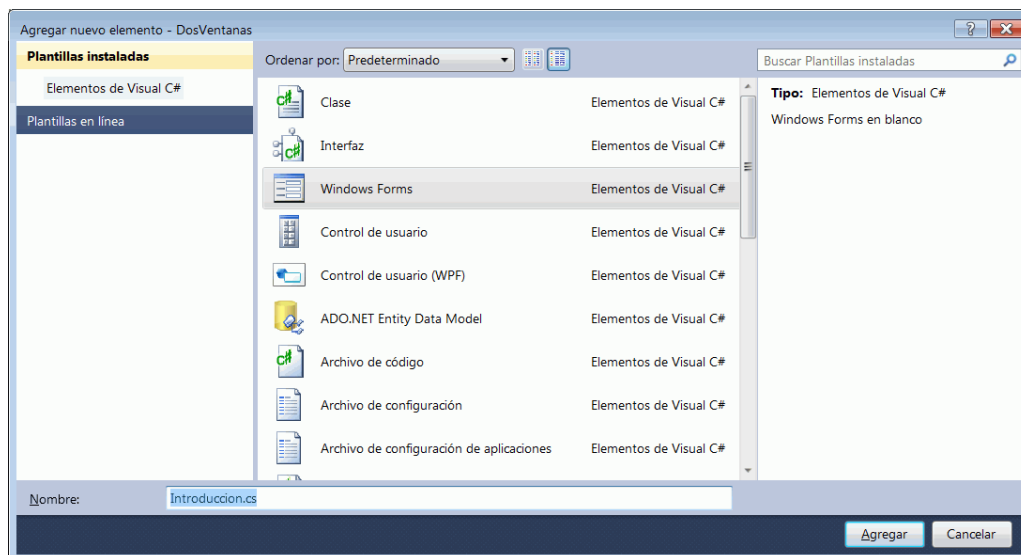 Agregar nuevo elemento - DosVentanas
Plantillas instaladas
Elementos de Visual C#
Plantillas en línea
Ordenar por: Predeterminado
Clase Elementos de Visual C#
Interfaz Elementos de Visual C#
Windows Forms Elementos de Visual C#
Control de usuario Elementos de Visual C#
Control de usuario (WPF) Elementos de Visual C#
ADO.NET Entity Data Model Elementos de Visual C#
Archivo de código Elementos de Visual C#
Archivo de configuración Elementos de Visual C#
Archivo de configuración de aplicaciones Elementos de Visual C#
Buscar Plantillas instaladas
Tipo: Elementos de Visual C#
Windows Forms en blanco
Nombre: Introduccion.cs
Agregar Cancelar